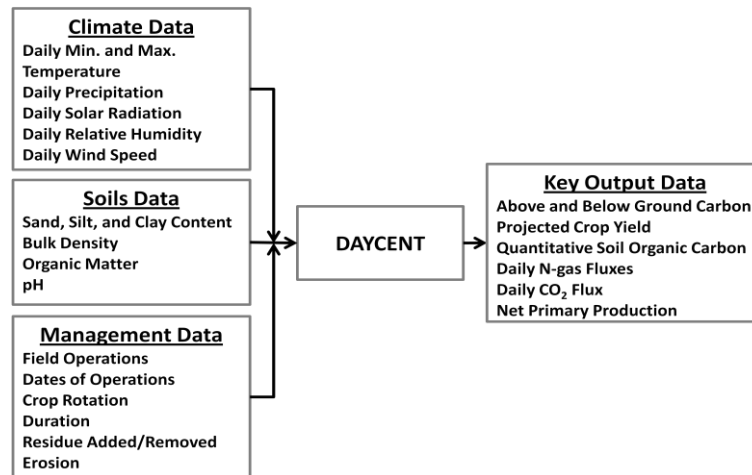 Climate Data
Daily Min. and Max.
Temperature
Daily Precipitation
Daily Solar Radiation
Daily Relative Humidity
Daily Wind Speed
Soils Data
Sand, Silt, and Clay Content
Bulk Density
Organic Matter
pH
Management Data
Field Operations
Dates of Operations
Crop Rotation
Duration
Residue Added/Removed
Erosion
DAYCENT
Key Output Data
Above and Below Ground Carbon
Projected Crop Yield
Quantitative Soil Organic Carbon
Daily N-gas Fluxes
Daily CO₂ Flux
Net Primary Production